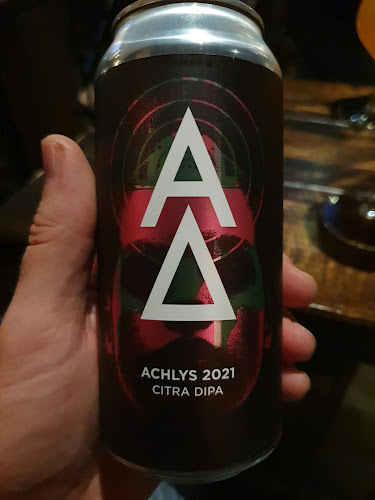 A
Δ
ACHLYS 2021
CITRA DIPA